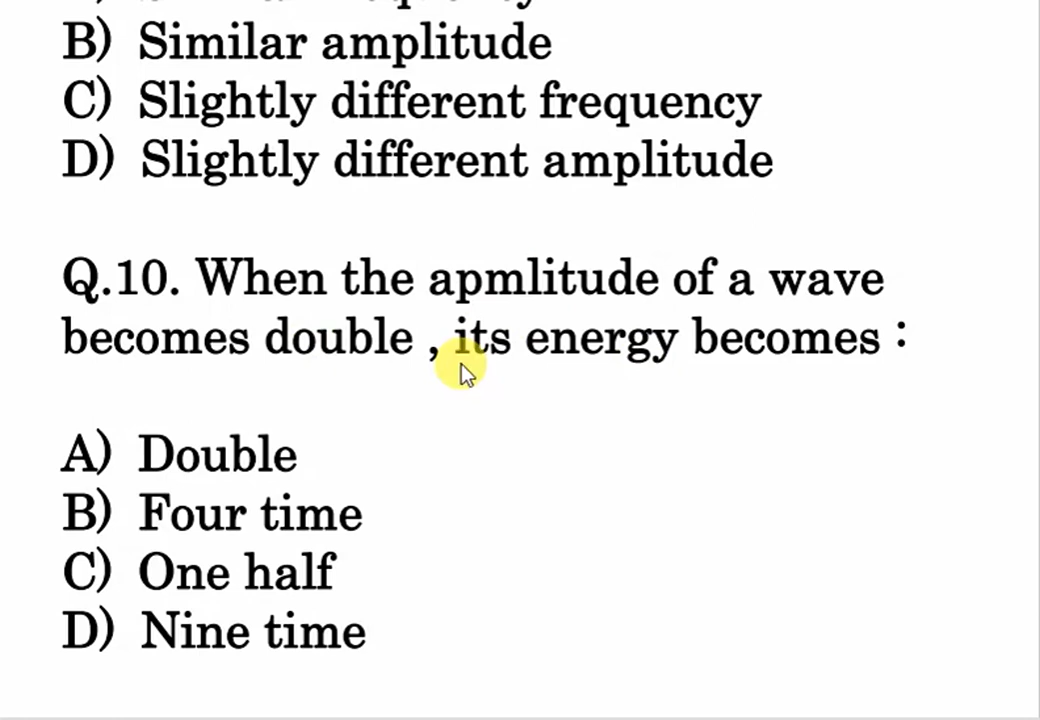 B) Similar amplitude
C) Slightly different frequency
D) Slightly different amplitude
Q.10. When the apmlitude of a wave
becomes double , its energy becomes :
A) Double
B) Four time
C) One half
D) Nine time